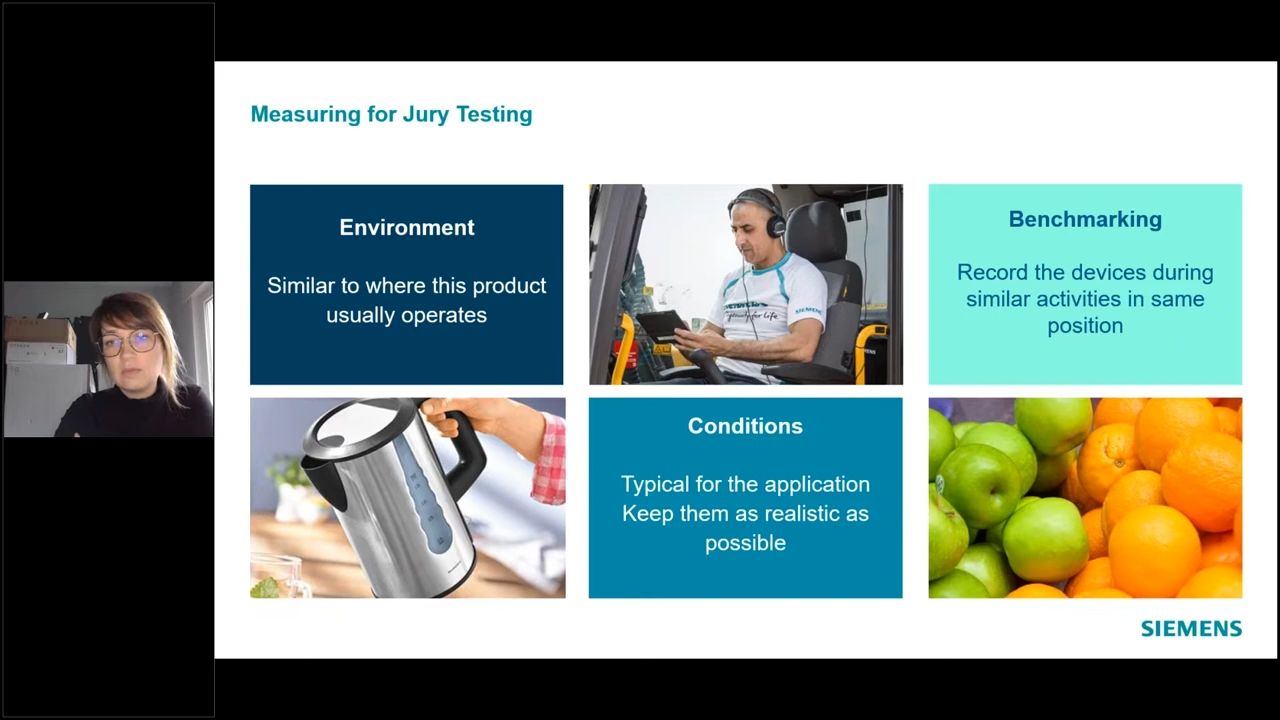 Measuring for Jury Testing
Environment
Similar to where this product
usually operates
SIEMENS
Benchmarking
Record the devices during
similar activities in same
position
Conditions
Typical for the application
Keep them as realistic as
possible
SIEMENS